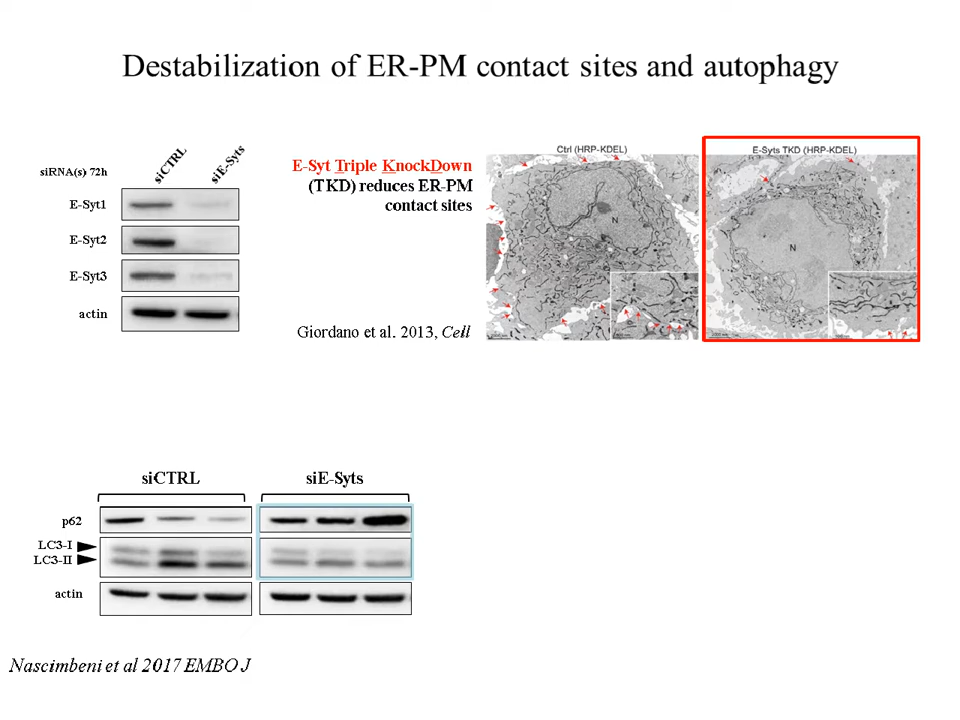 Destabilization of ER-PM contact sites and autophagy
siCTRL
siE-Syts
siRNA(s) 72h
E-Syt1
E-Syt2
E-Syt3
actin
E-Syt Triple KnockDown
(TKD) reduces ER-PM
contact sites
Giordano et al. 2013, Cell
Ctrl (HRP-KDEL)
N
E-Syts TKD (HRP-KDEL)
N
siCTRL
siE-Syts
p62
LC3-I
LC3-II
actin
Nascimbeni et al 2017 EMBO J